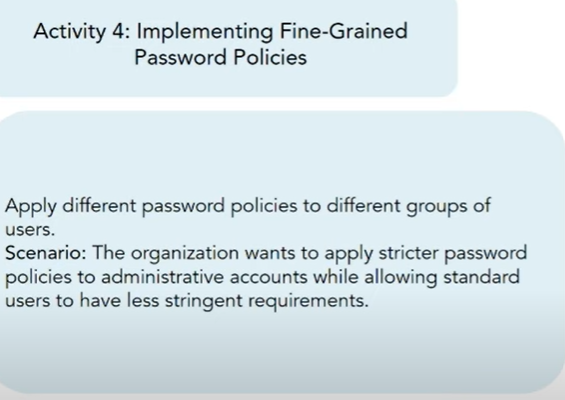 Activity 4: Implementing Fine-Grained
Password Policies
Apply different password policies to different groups of
users.
Scenario: The organization wants to apply stricter password
policies to administrative accounts while allowing standard
users to have less stringent requirements.